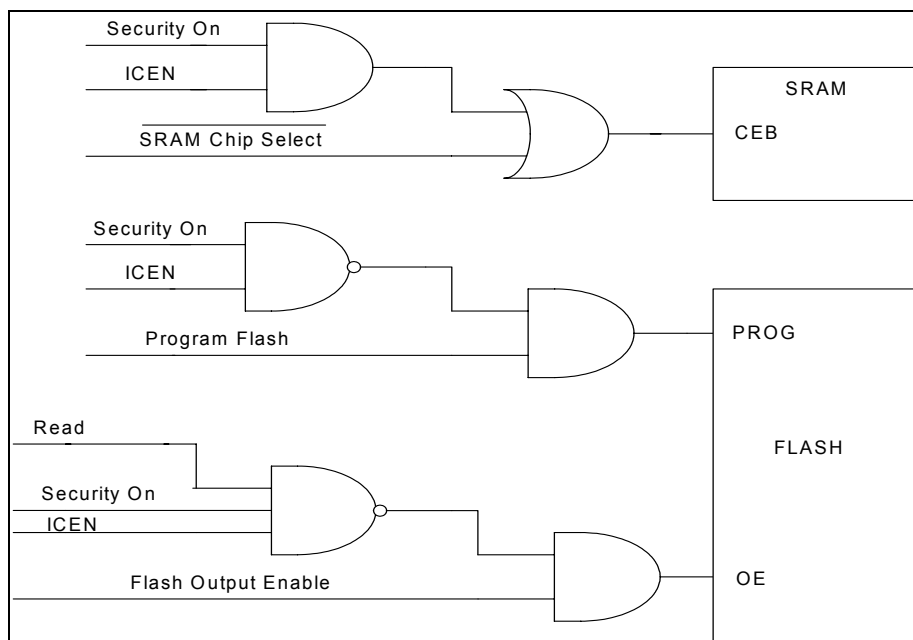 Security On
ICEN
SRAM Chip Select
SRAM
CEB
Security On
ICEN
Program Flash
PROG
FLASH
Read
Security On
ICEN
Flash Output Enable
OE